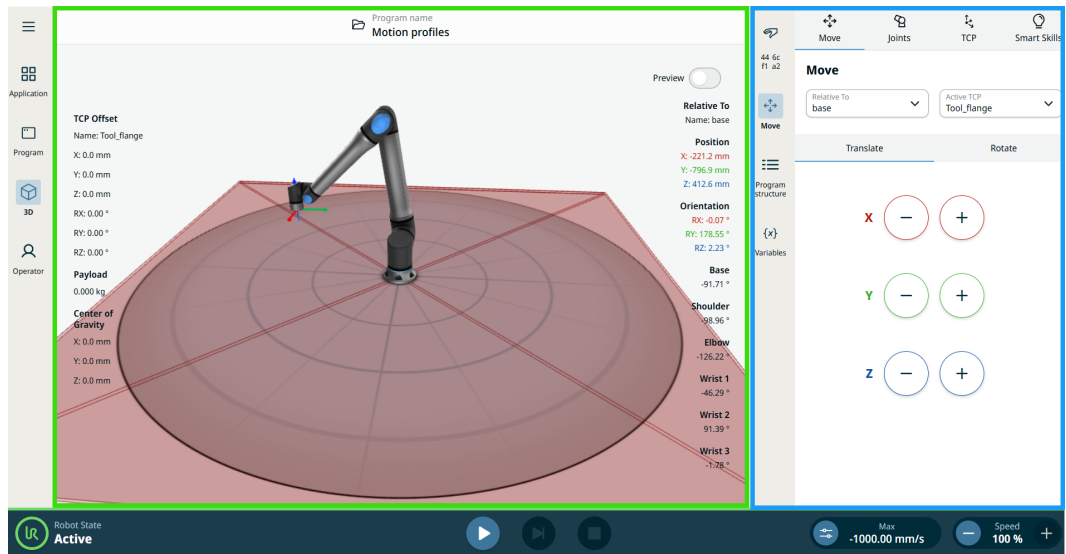 Program name
Motion profiles
Application
Program
3D
Operator
Preview
TCP Offset
Name: Tool_flange
X: 0.0 mm
Y: 0.0 mm
Z: 0.0 mm
RX: 0.00 °
RY: 0.00 °
RZ: 0.00 °
Payload
0.000 kg
Center of
Gravity
X: 0.0 mm
Y: 0.0 mm
Z: 0.0 mm
Relative To
Name: base
Position
X: -221.2 mm
Y: -796.9 mm
Z: 412.6 mm
Orientation
RX: -0.07 °
RY: 178.55 °
RZ: 2.23 °
Base
-91.71 °
Shoulder
-98.96 °
Elbow
-126.22 °
Wrist 1
-46.29 °
Wrist 2
91.39 °
Wrist 3
-1.78 °
44 6c
f1 a2
Move
Program
structure
{x}
Variables
Move
Joints
TCP
Smart Skills
Move
Relative To
base
Active TCP
Tool_flange
Translate
Rotate
X − +
Y − +
Z − +
UR
Robot State
Active
Max
-1000.00 mm/s
Speed
− 100 % +